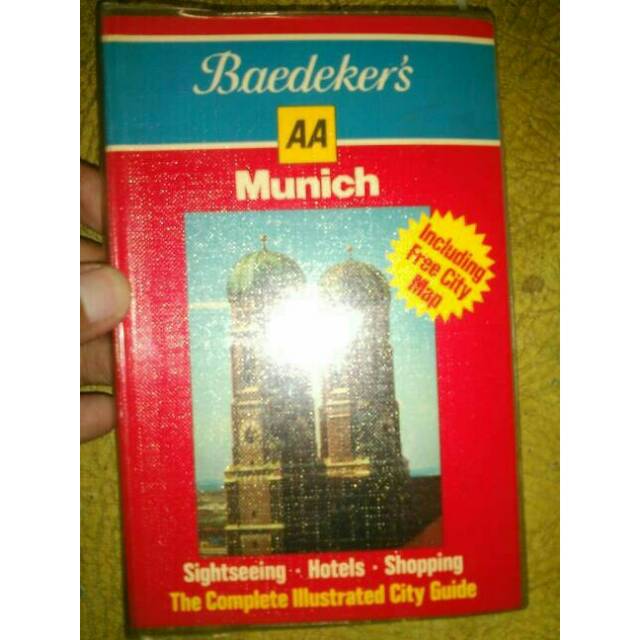 Baedeker's
AA
Munich
Including
Free City
Map
Sightseeing · Hotels · Shopping
The Complete Illustrated City Guide